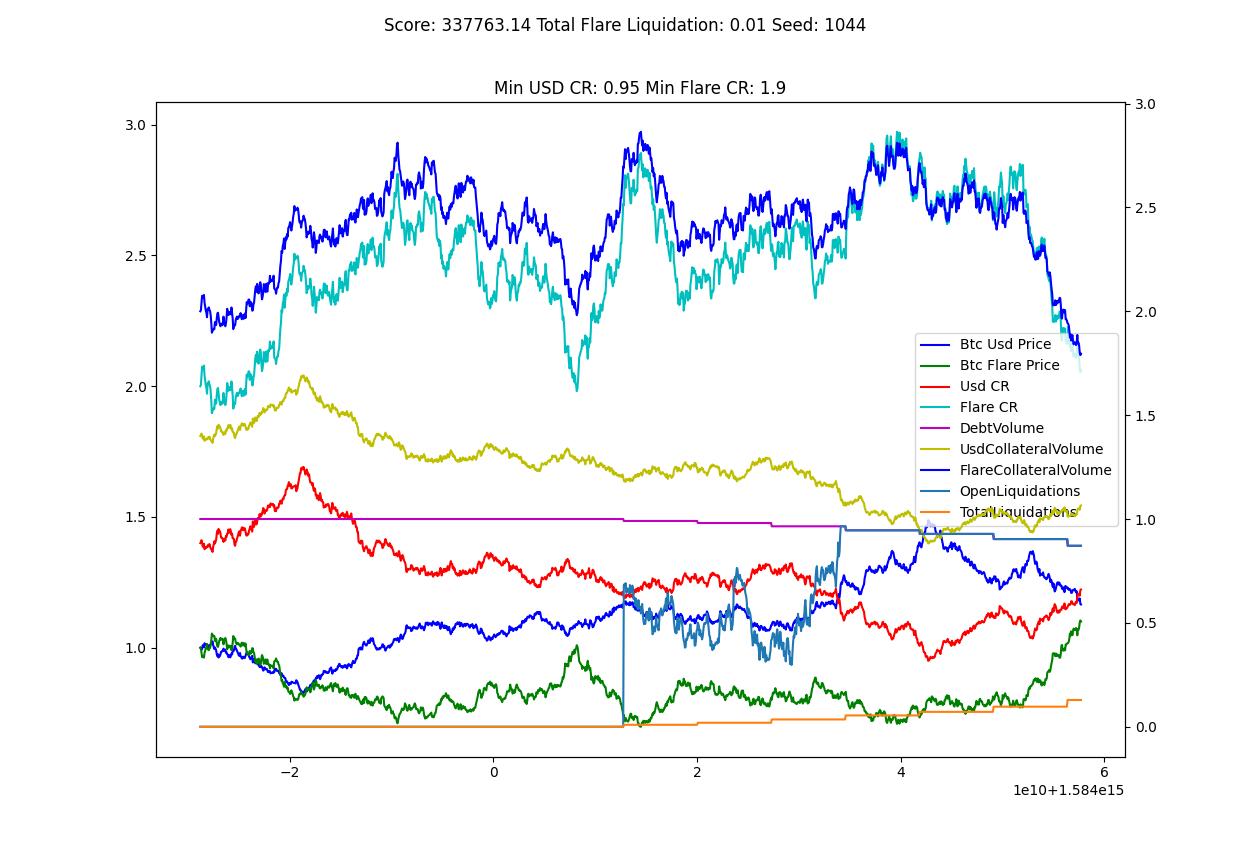 Score: 337763.14 Total Flare Liquidation: 0.01 Seed: 1044
Min USD CR: 0.95 Min Flare CR: 1.9
3.0
2.5
2.0
1.5
1.0
3.0
2.5
2.0
1.5
1.0
0.5
0.0
Btc Usd Price
Btc Flare Price
Usd CR
Flare CR
DebtVolume
UsdCollateralVolume
FlareCollateralVolume
OpenLiquidations
TotalLiquidations
−2 0 2 4 6
1e10+1.584e15